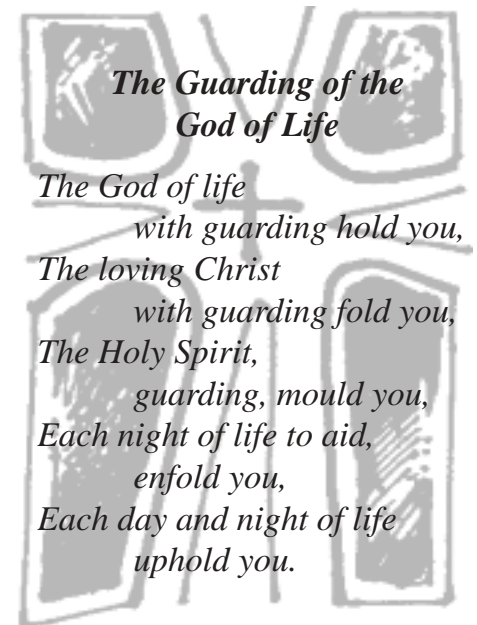 The Guarding of the
God of Life
The God of life
with guarding hold you,
The loving Christ
with guarding fold you,
The Holy Spirit,
guarding, mould you,
Each night of life to aid,
enfold you,
Each day and night of life
uphold you.